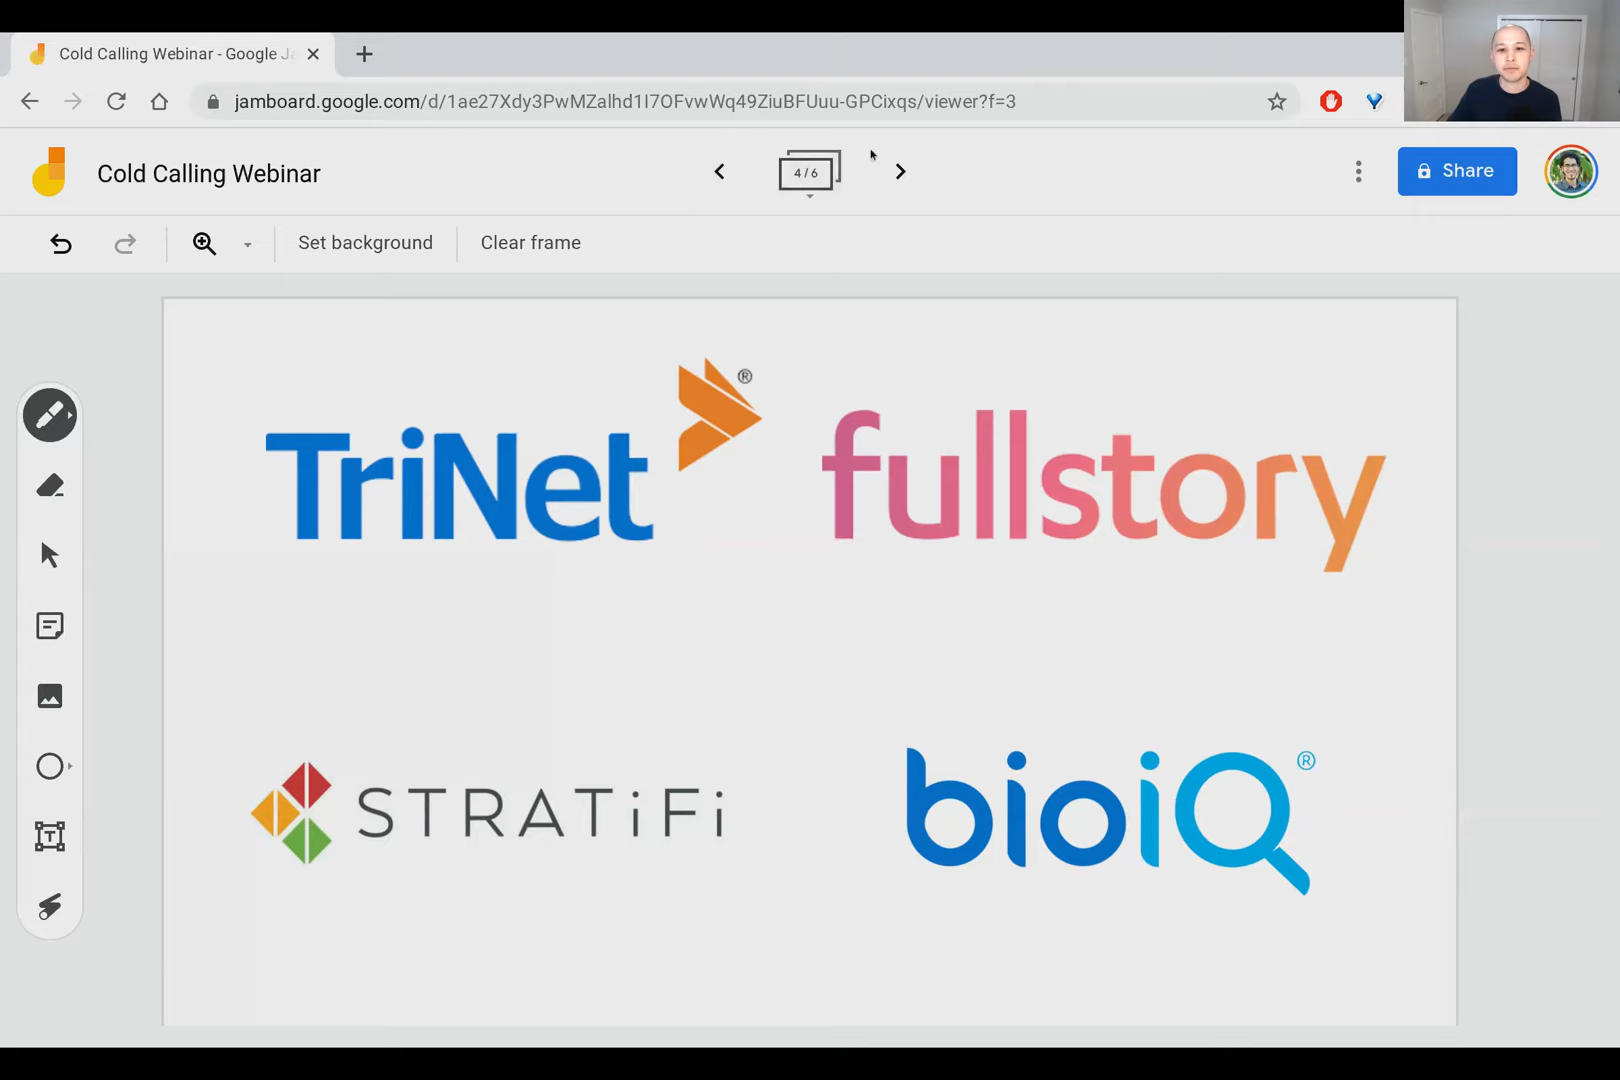 Cold Calling Webinar - Google Ja
jamboard.google.com/d/1ae27Xdy3PwMZalhd1I7OFvwWq49ZiuBFUuu-GPCixqs/viewer?f=3
Cold Calling Webinar
4 / 6
Share
Set background
Clear frame
TriNet®
fullstory
STRATiFi
bioiQ®